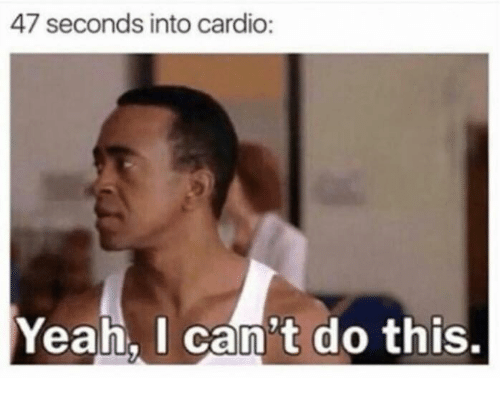 47 seconds into cardio:
Yeah, I can't do this.